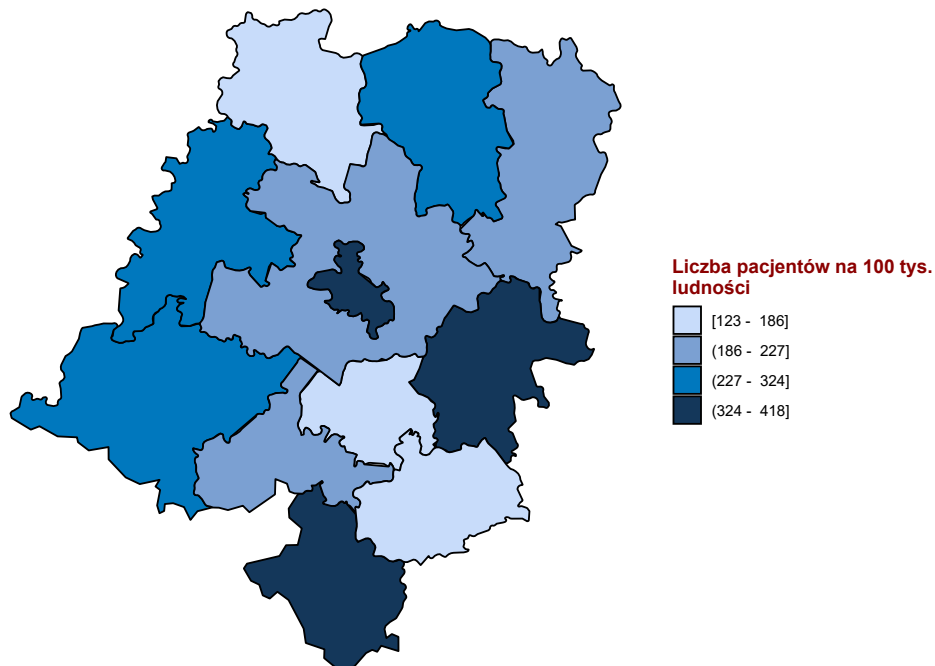 Liczba pacjentów na 100 tys.
ludności
[123 - 186]
(186 - 227]
(227 - 324]
(324 - 418]